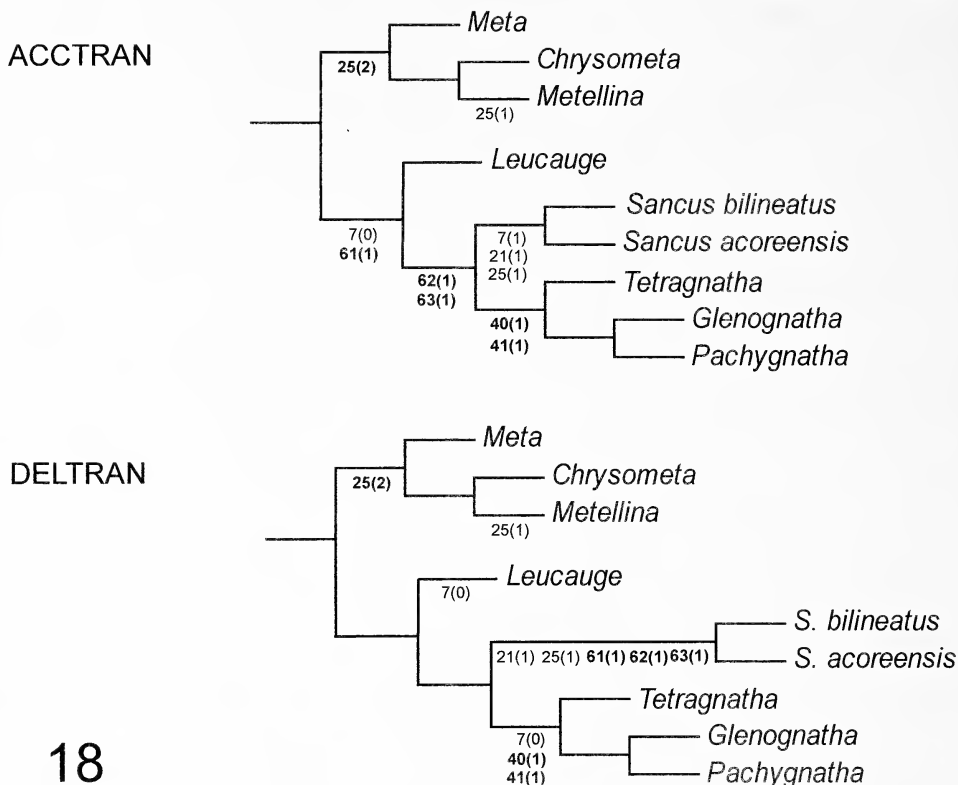 ACCTRAN
Meta
25(2)
Chrysometa
Metellina
25(1)
Leucauge
7(0)
61(1)
Sancus bilineatus
Sancus acoreensis
7(1)
21(1)
25(1)
62(1)
63(1)
Tetragnatha
Glenognatha
Pachygnatha
40(1)
41(1)
DELTRAN
Meta
25(2)
Chrysometa
Metellina
25(1)
Leucauge
7(0)
S. bilineatus
S. acoreensis
21(1) 25(1) 61(1) 62(1) 63(1)
Tetragnatha
Glenognatha
Pachygnatha
7(0)
40(1)
41(1)
18